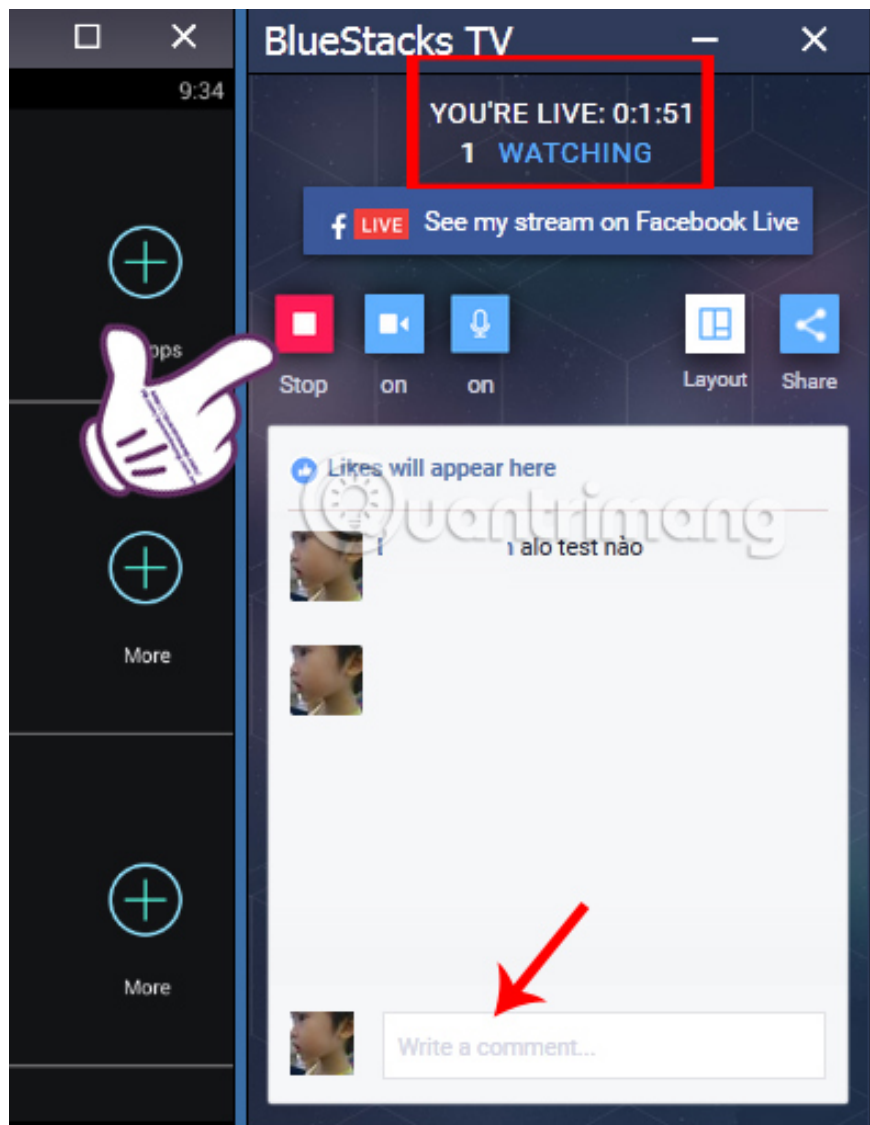 BlueStacks TV
9:34
YOU'RE LIVE: 0:1:51
1 WATCHING
f LIVE See my stream on Facebook Live
Stop
on
on
Layout
Share
Likes will appear here
Quantrimang
alo test nào
More
More
Write a comment...